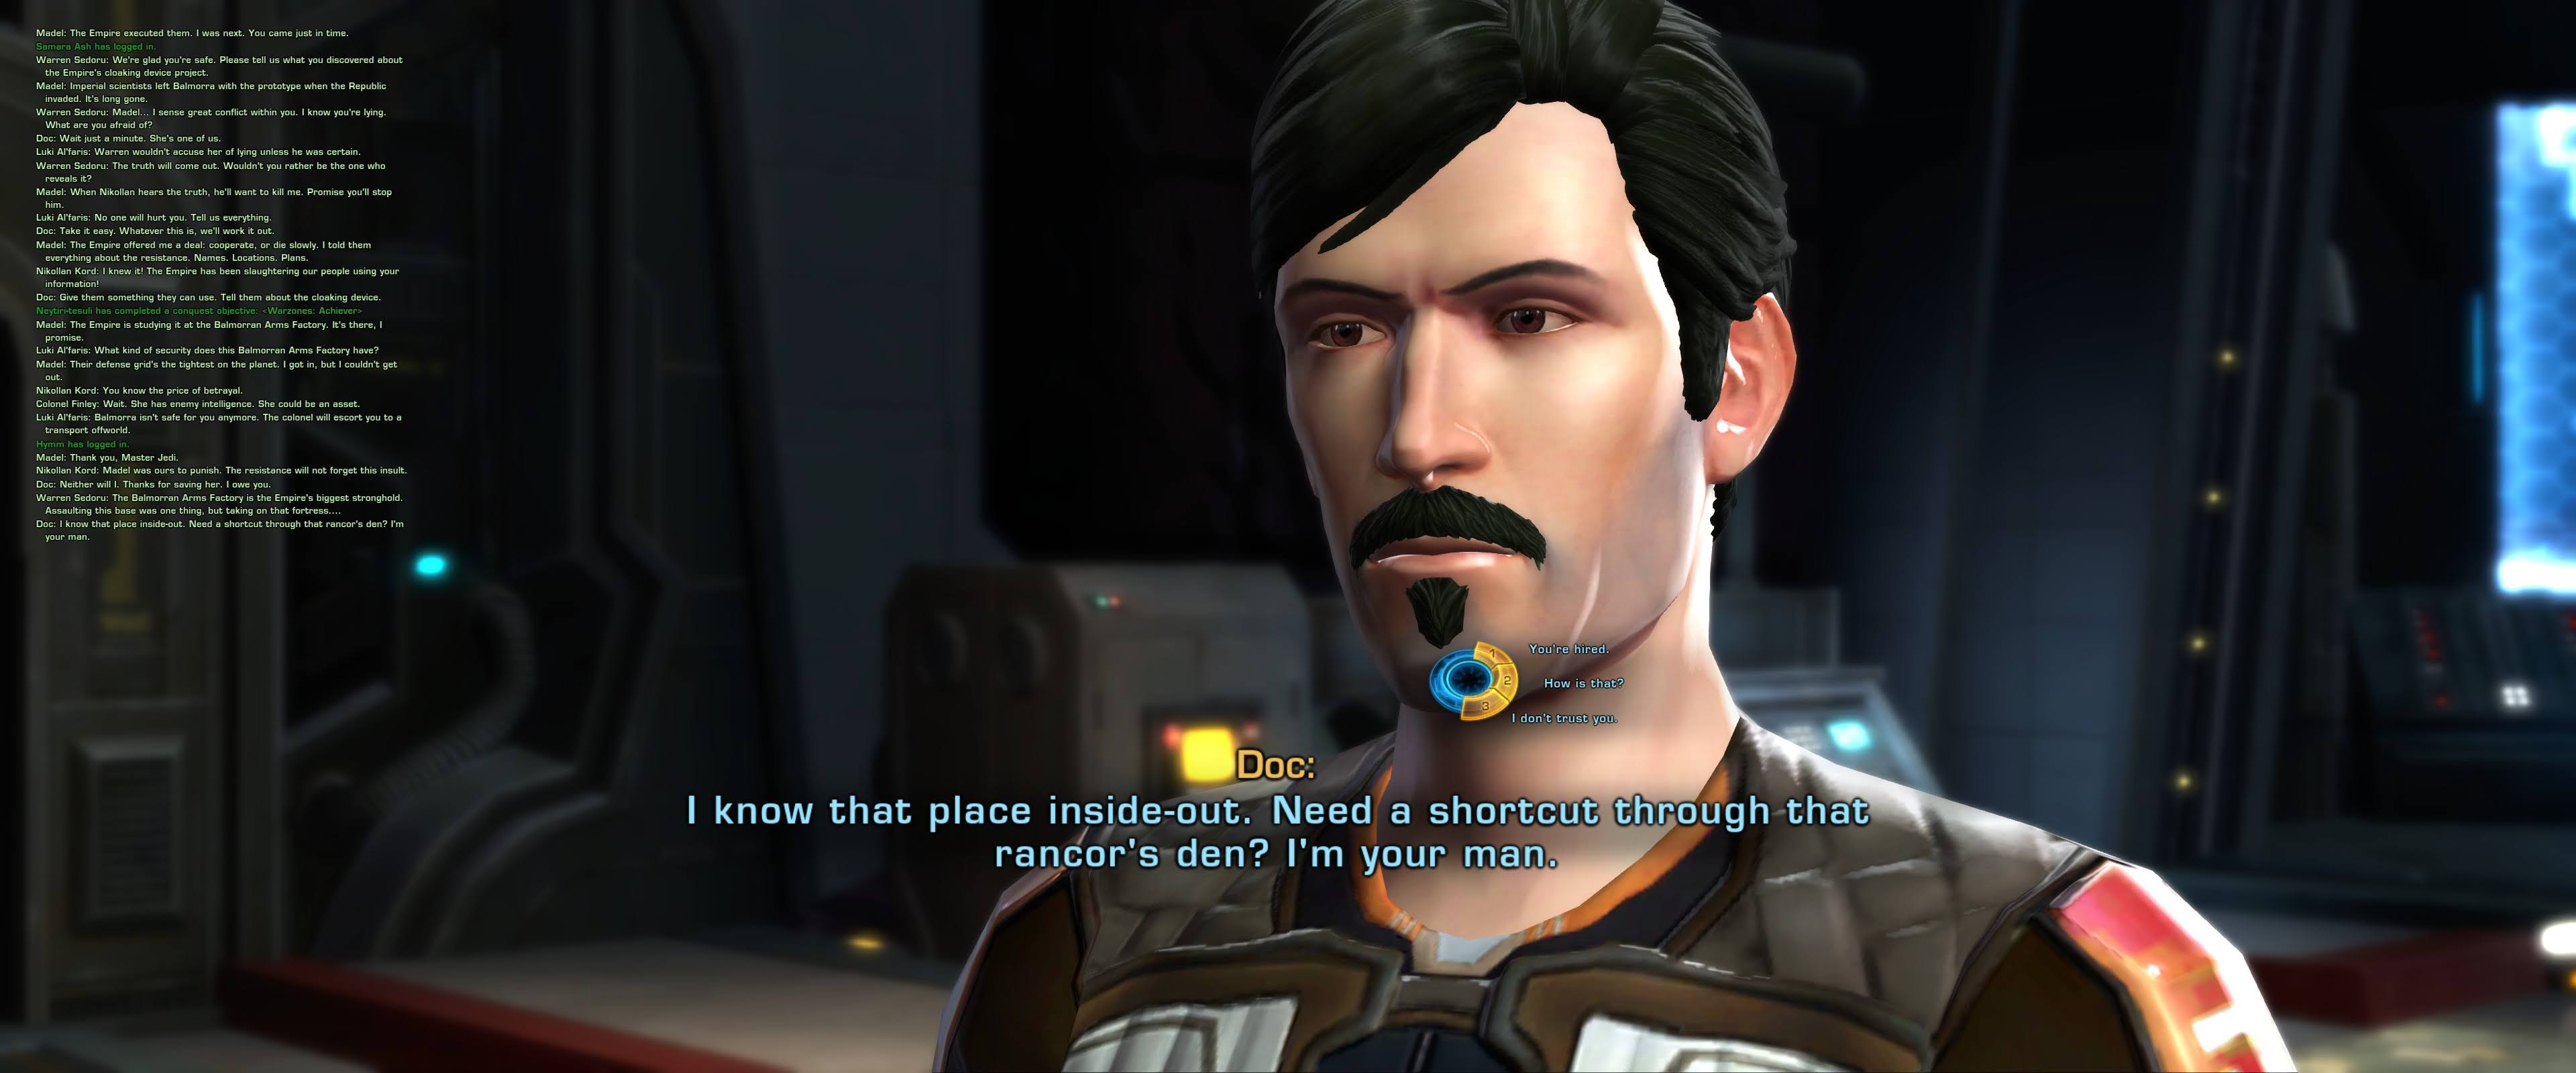 Madel: The Empire executed them. I was next. You came just in time.
Samara Ash has logged in.
Warren Sedoru: We're glad you're safe. Please tell us what you discovered about
the Empire's cloaking device project.
Madel: Imperial scientists left Balmorra with the prototype when the Republic
invaded. It's long gone.
Warren Sedoru: Madel... I sense great conflict within you. I know you're lying.
What are you afraid of?
Doc: Wait just a minute. She's one of us.
Luki Al'faris: Warren wouldn't accuse her of lying unless he was certain.
Warren Sedoru: The truth will come out. Wouldn't you rather be the one who
reveals it?
Madel: When Nikollan hears the truth, he'll want to kill me. Promise you'll stop
him.
Luki Al'faris: No one will hurt you. Tell us everything.
Doc: Take it easy. Whatever this is, we'll work it out.
Madel: The Empire offered me a deal: cooperate, or die slowly. I told them
everything about the resistance. Names. Locations. Plans.
Nikollan Kord: I knew it! The Empire has been slaughtering our people using your
information!
Doc: Give them something they can use. Tell them about the cloaking device.
Neytiri-tesuli has completed a conquest objective: <Warzones: Achiever>
Madel: The Empire is studying it at the Balmorran Arms Factory. It's there, I
promise.
Luki Al'faris: What kind of security does this Balmorran Arms Factory have?
Madel: Their defense grid's the tightest on the planet. I got in, but I couldn't get
out.
Nikollan Kord: You know the price of betrayal.
Colonel Finley: Wait. She has enemy intelligence. She could be an asset.
Luki Al'faris: Balmorra isn't safe for you anymore. The colonel will escort you to a
transport offworld.
Hymm has logged in.
Madel: Thank you, Master Jedi.
Nikollan Kord: Madel was ours to punish. The resistance will not forget this insult.
Doc: Neither will I. Thanks for saving her. I owe you.
Warren Sedoru: The Balmorran Arms Factory is the Empire's biggest stronghold.
Assaulting this base was one thing, but taking on that fortress....
Doc: I know that place inside-out. Need a shortcut through that rancor's den? I'm
your man.
1 You're hired.
2 How is that?
3 I don't trust you.
Doc:
I know that place inside-out. Need a shortcut through that
rancor's den? I'm your man.